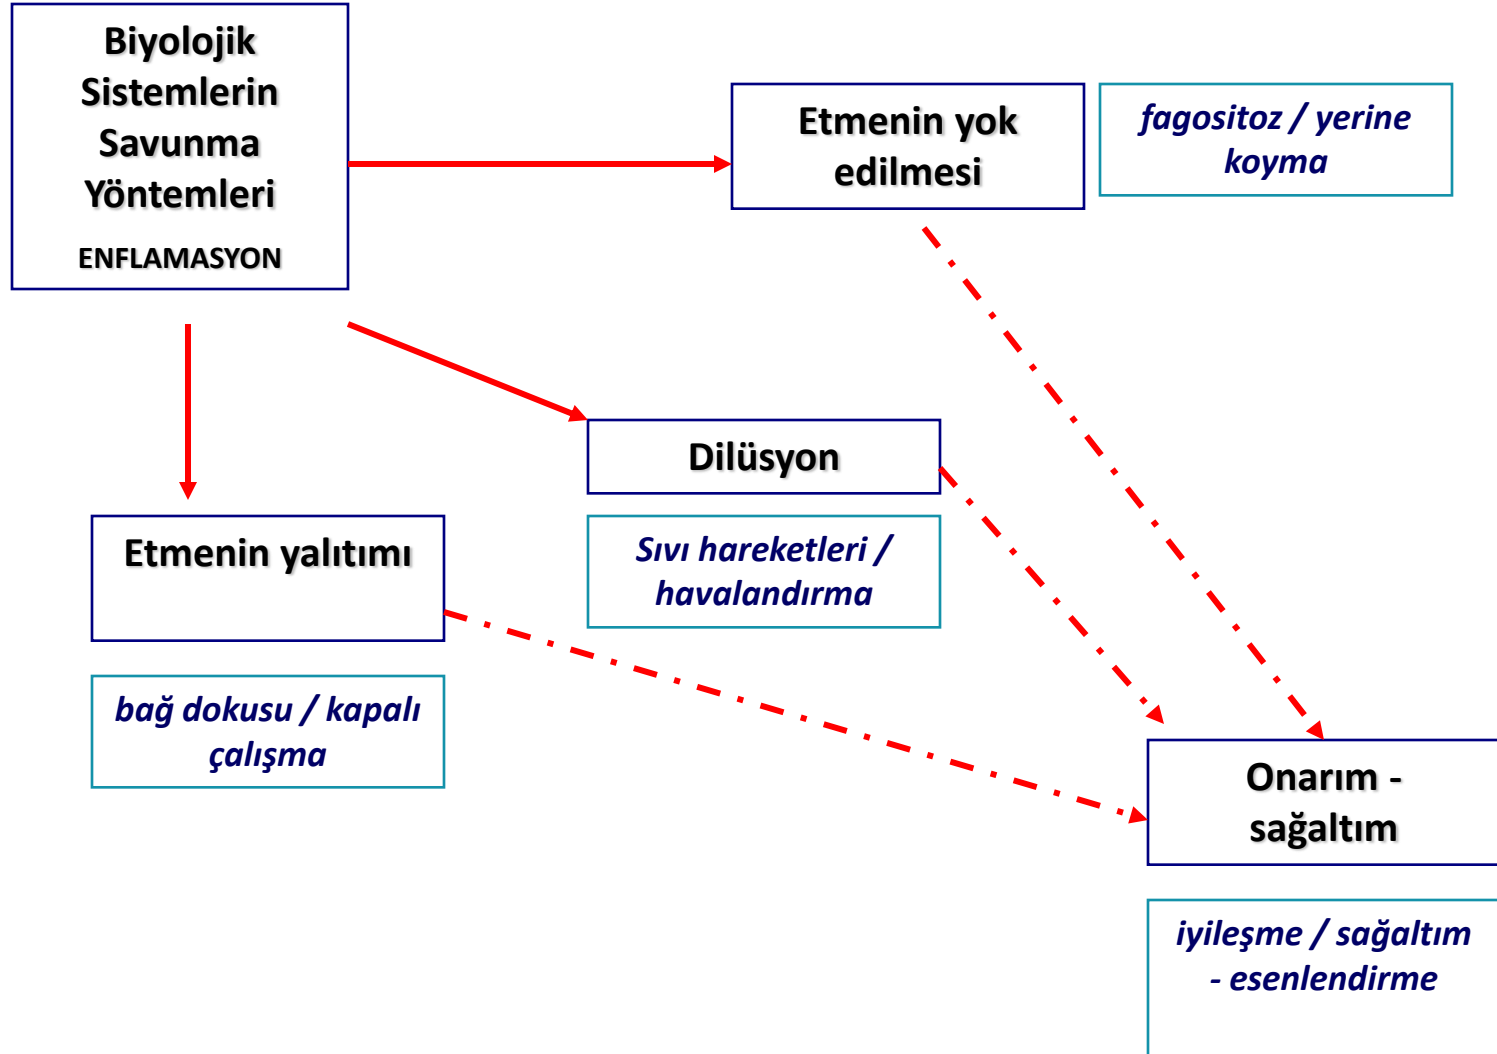 Biyolojik
Sistemlerin
Savunma
Yöntemleri
ENFLAMASYON
Etmenin yok
edilmesi
fagositoz / yerine
koyma
Dilüsyon
Sıvı hareketleri /
havalandırma
Etmenin yalıtımı
bağ dokusu / kapalı
çalışma
Onarım -
sağaltım
iyileşme / sağaltım
- esenlendirme